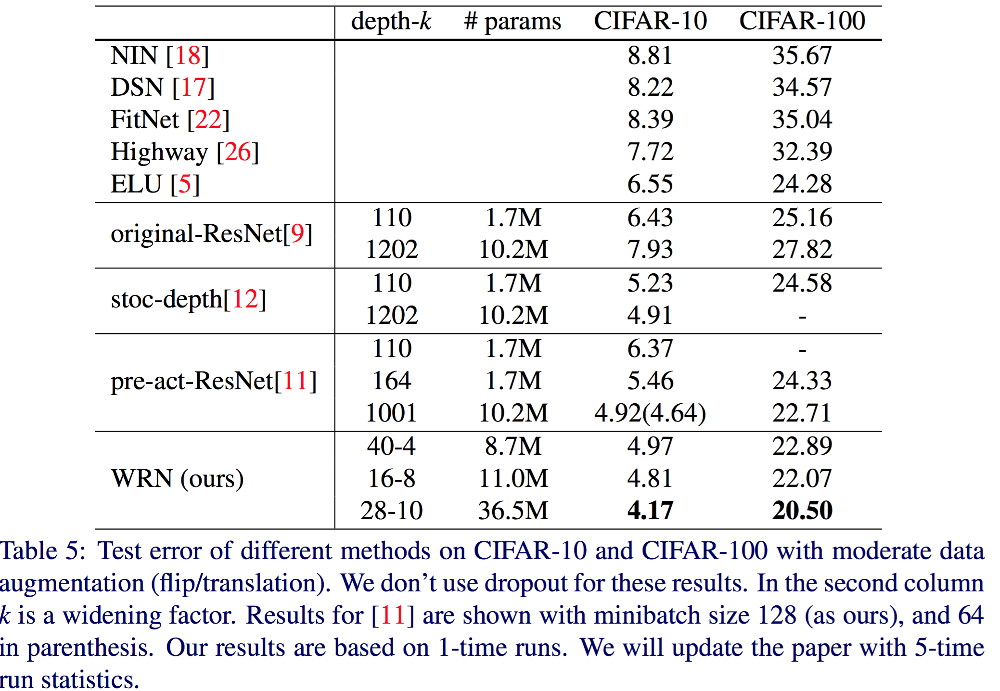 depth-k # params CIFAR-10 CIFAR-100
NIN [18] 8.81 35.67
DSN [17] 8.22 34.57
FitNet [22] 8.39 35.04
Highway [26] 7.72 32.39
ELU [5] 6.55 24.28
original-ResNet[9]
110 1.7M 6.43 25.16
1202 10.2M 7.93 27.82
stoc-depth[12]
110 1.7M 5.23 24.58
1202 10.2M 4.91 -
pre-act-ResNet[11]
110 1.7M 6.37 -
164 1.7M 5.46 24.33
1001 10.2M 4.92(4.64) 22.71
WRN (ours)
40-4 8.7M 4.97 22.89
16-8 11.0M 4.81 22.07
28-10 36.5M 4.17 20.50
Table 5: Test error of different methods on CIFAR-10 and CIFAR-100 with moderate data
augmentation (flip/translation). We don’t use dropout for these results. In the second column
k is a widening factor. Results for [11] are shown with minibatch size 128 (as ours), and 64
in parenthesis. Our results are based on 1-time runs. We will update the paper with 5-time
run statistics.